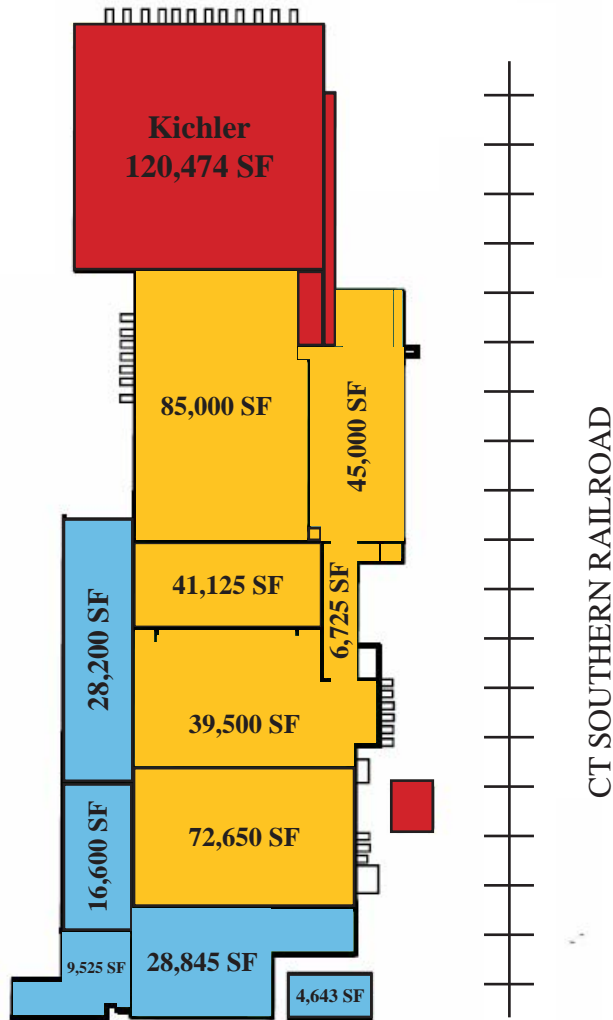 Kichler
120,474 SF
85,000 SF
45,000 SF
41,125 SF
6,725 SF
28,200 SF
39,500 SF
72,650 SF
16,600 SF
9,525 SF
28,845 SF
4,643 SF
CT SOUTHERN RAILROAD